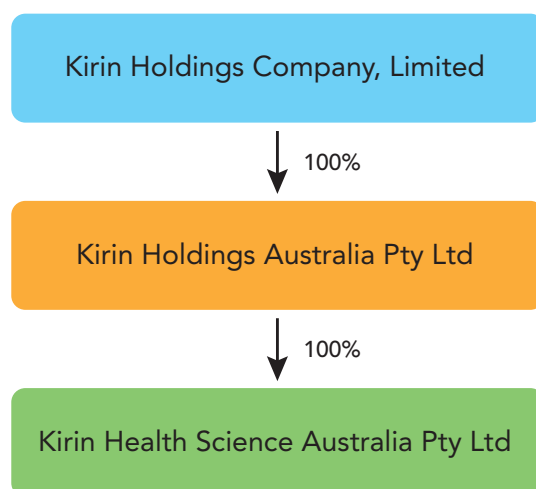 Kirin Holdings Company, Limited
100%
Kirin Holdings Australia Pty Ltd
100%
Kirin Health Science Australia Pty Ltd